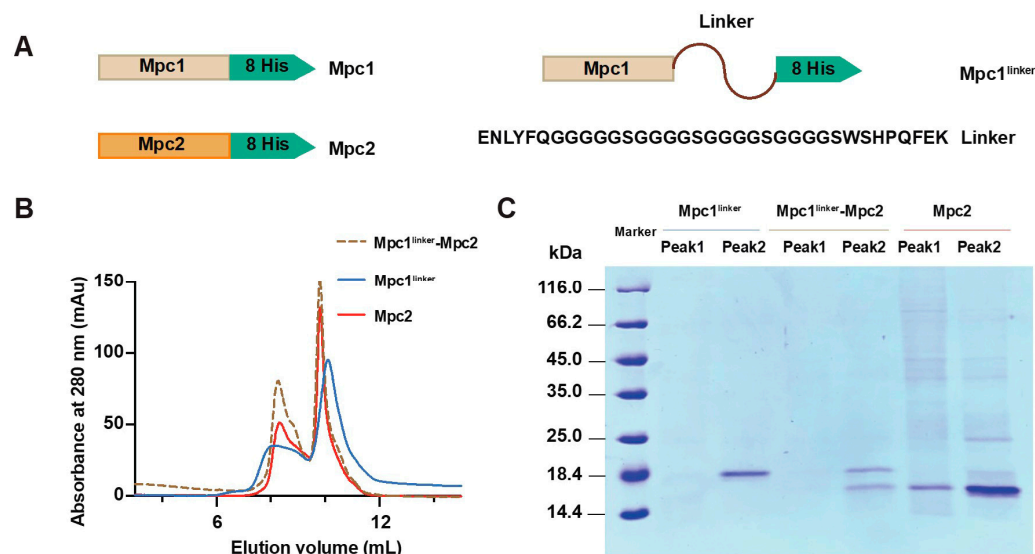 A
Linker
Mpc1 8 His Mpc1
Mpc1 8 His Mpc1linker
Mpc2 8 His Mpc2
ENLYFQGGGGGSGGGGSGGGGSGGGGSWSHPQFEK Linker
B
Mpc1linker-Mpc2
Mpc1linker
Mpc2
Absorbance at 280 nm (mAu)
150
100
50
0
6 12
Elution volume (mL)
C
Mpc1linker Mpc1linker-Mpc2 Mpc2
Marker Peak1 Peak2 Peak1 Peak2 Peak1 Peak2
kDa
116.0
66.2
45.0
35.0
25.0
18.4
14.4